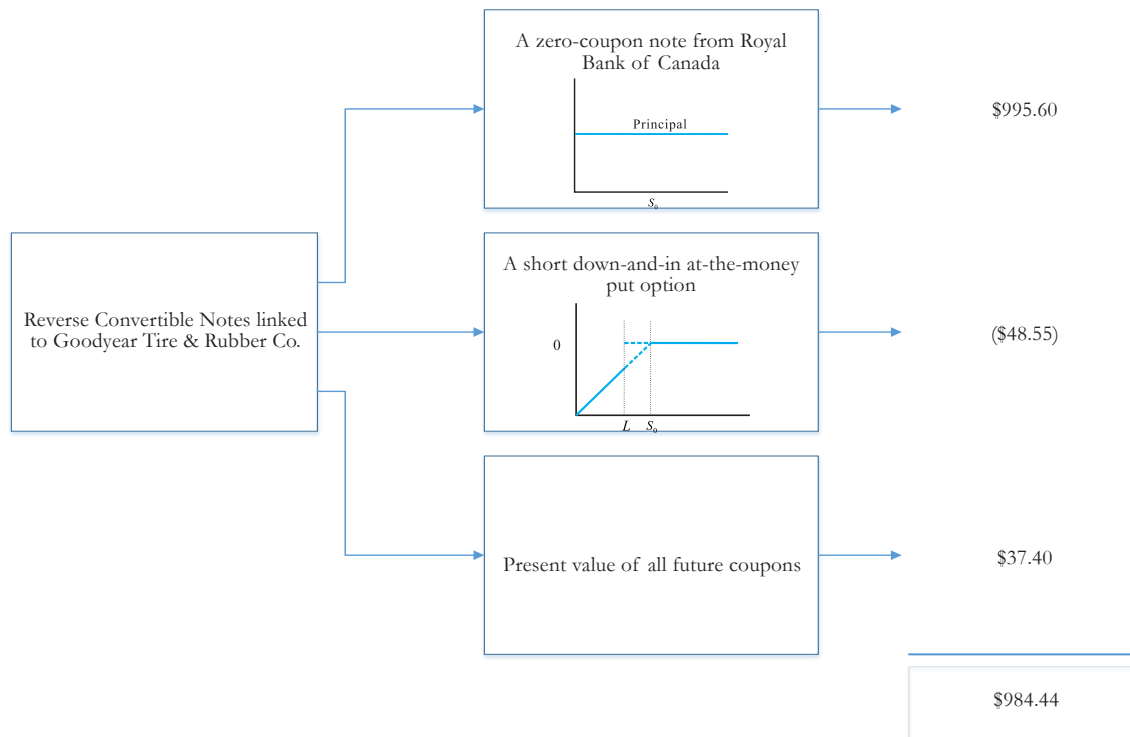 A zero-coupon note from Royal
Bank of Canada
Principal
S₀
$995.60
Reverse Convertible Notes linked
to Goodyear Tire & Rubber Co.
A short down-and-in at-the-money
put option
0
L S₀
($48.55)
Present value of all future coupons
$37.40
$984.44